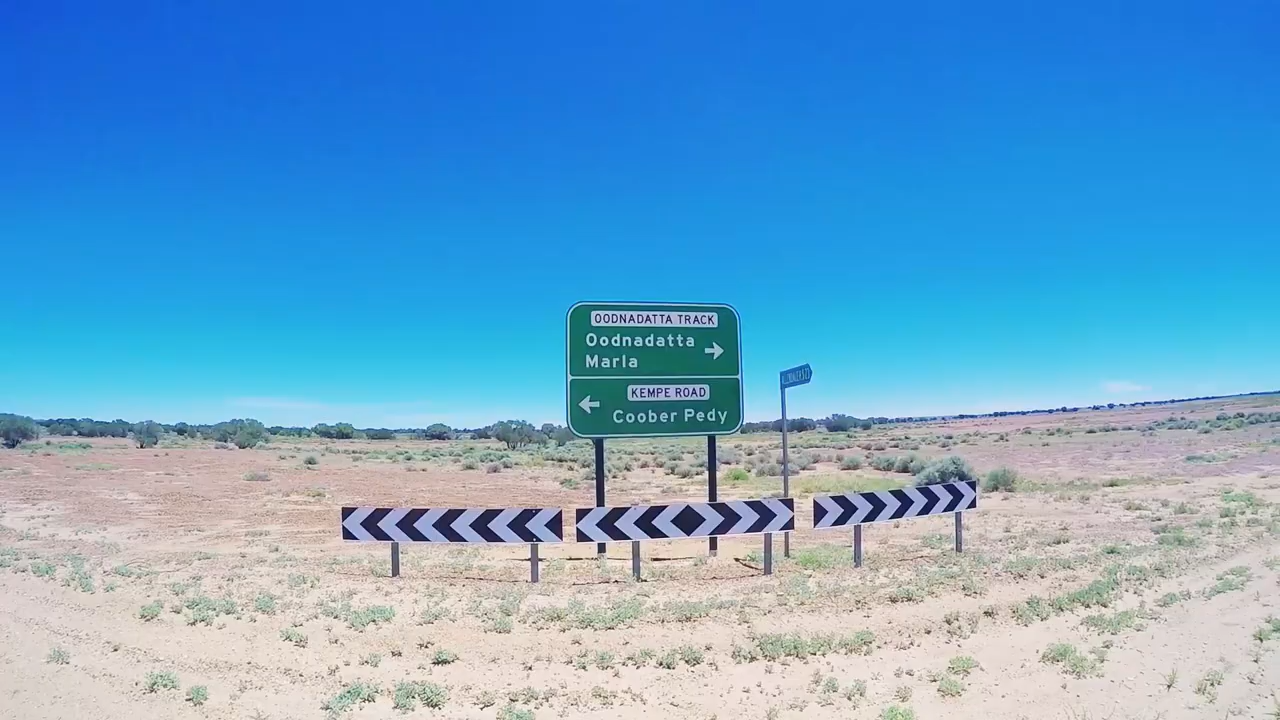 OODNADATTA TRACK
Oodnadatta
Marla
KEMPE ROAD
Coober Pedy